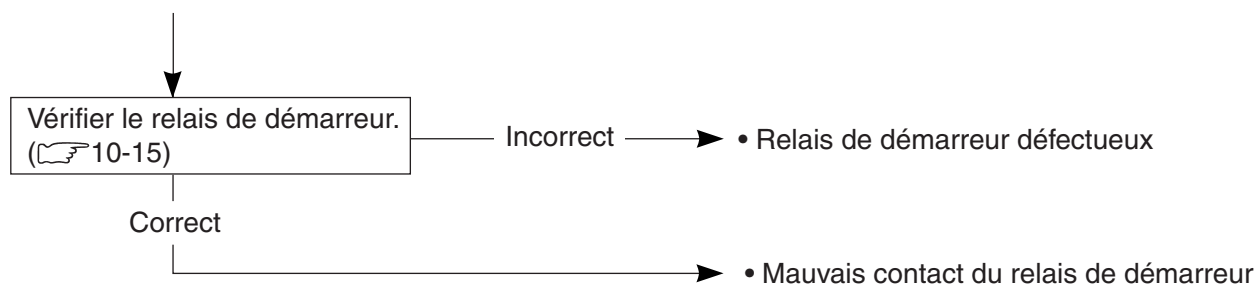 Vérifier le relais de démarreur.
(☞10-15)
Incorrect
• Relais de démarreur défectueux
Correct
• Mauvais contact du relais de démarreur